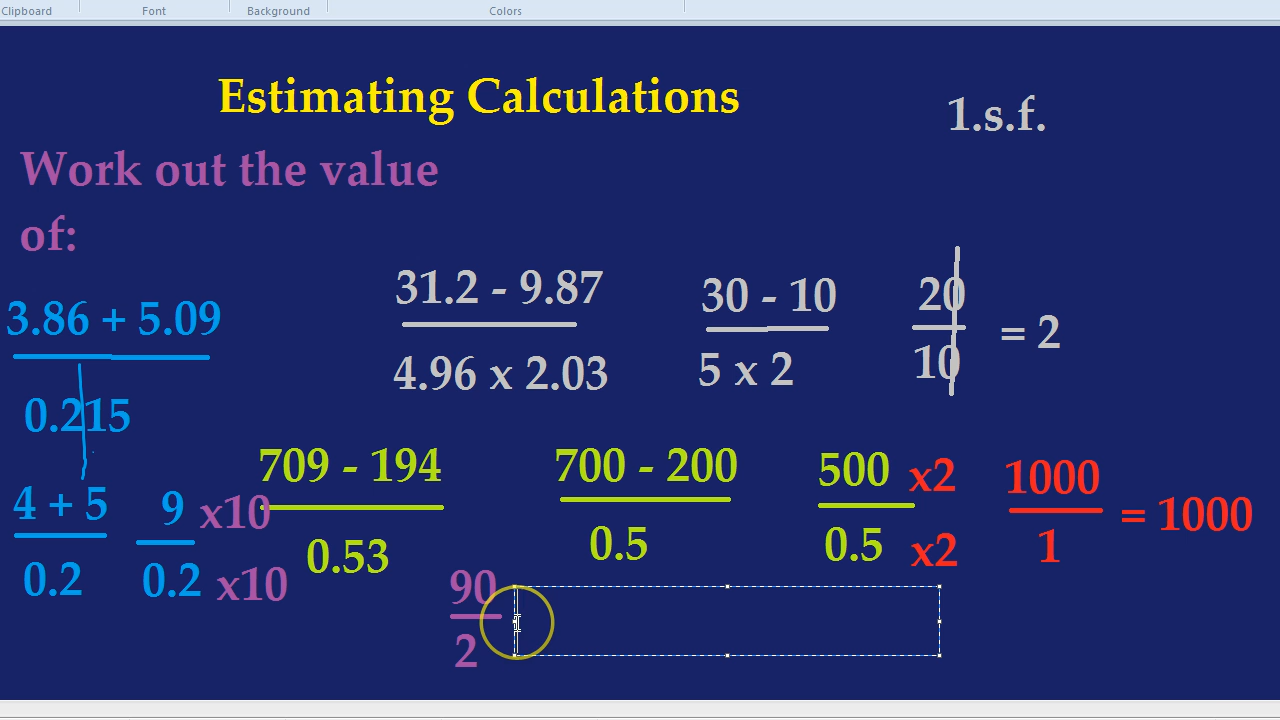 Clipboard Font Background Colors
Estimating Calculations
1.s.f.
Work out the value
of:
3.86 + 5.09
0.215
31.2 - 9.87
4.96 x 2.03
30 - 10
5 x 2
20
10
= 2
4 + 5
0.2
9 x10
0.2 x10
709 - 194
0.53
700 - 200
0.5
500 x2
0.5 x2
1000
1
= 1000
90
2